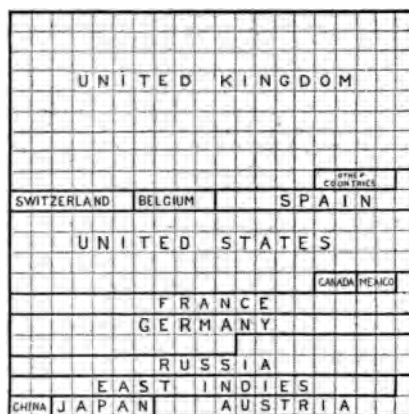 UNITED KINGDOM
OTHER
COUNTRIES
SWITZERLAND BELGIUM SPAIN
UNITED STATES
CANADA MEXICO
FRANCE
GERMANY
RUSSIA
EAST INDIES
CHINA JAPAN AUSTRIA